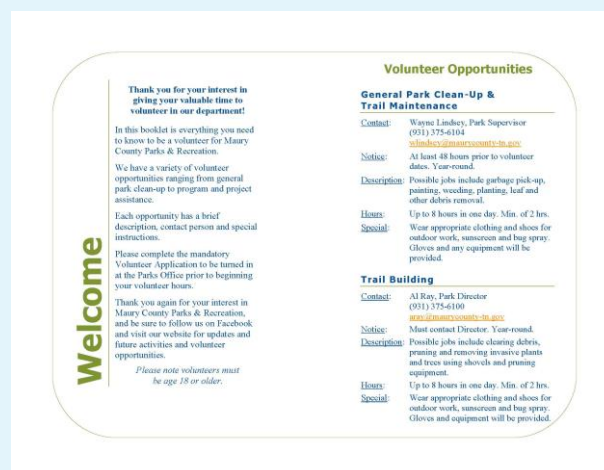 Welcome
Thank you for your interest in
giving your valuable time to
volunteer in our department!
In this booklet is everything you need
to know to be a volunteer for Maury
County Parks & Recreation.
We have a variety of volunteer
opportunities ranging from general
park clean-up to program and project
assistance.
Each opportunity has a brief
description, contact person and special
instructions.
Please complete the mandatory
Volunteer Application to be turned in
at the Parks Office prior to beginning
your volunteer hours.
Thank you again for your interest in
Maury County Parks & Recreation,
and be sure to follow us on Facebook
and visit our website for updates and
future activities and volunteer
opportunities.
Please note volunteers must
be age 18 or older.
Volunteer Opportunities
General Park Clean-Up &
Trail Maintenance
Contact: Wayne Lindsey, Park Supervisor
(931) 375-6104
wlindsey@maurycounty-tn.gov
Notice: At least 48 hours prior to volunteer
dates. Year-round.
Description: Possible jobs include garbage pick-up,
painting, weeding, planting, leaf and
other debris removal.
Hours: Up to 8 hours in one day. Min. of 2 hrs.
Special: Wear appropriate clothing and shoes for
outdoor work, sunscreen and bug spray.
Gloves and any equipment will be
provided.
Trail Building
Contact: Al Ray, Park Director
(931) 375-6100
aray@maurycounty-tn.gov
Notice: Must contact Director. Year-round.
Description: Possible jobs include clearing debris,
pruning and removing invasive plants
and trees using shovels and pruning
equipment.
Hours: Up to 8 hours in one day. Min. of 2 hrs.
Special: Wear appropriate clothing and shoes for
outdoor work, sunscreen and bug spray.
Gloves and equipment will be provided.